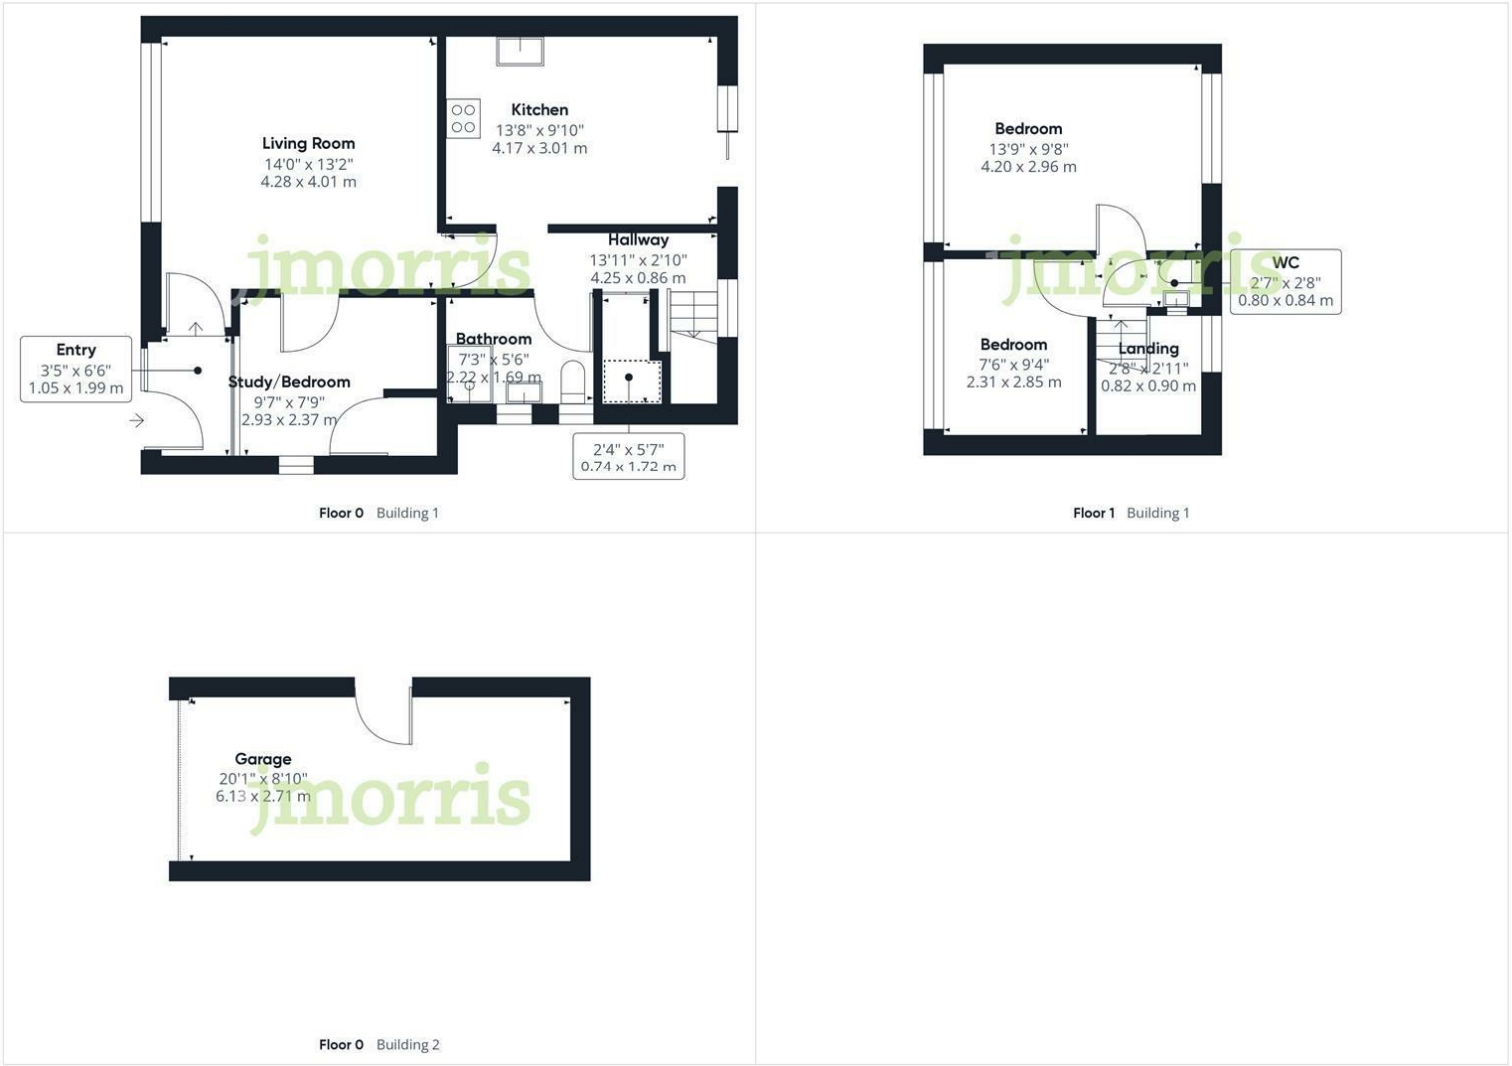 Living Room
14'0" x 13'2"
4.28 x 4.01 m
Kitchen
13'8" x 9'10"
4.17 x 3.01 m
Hallway
13'11" x 2'10"
4.25 x 0.86 m
jmorris
Entry
3'5" x 6'6"
1.05 x 1.99 m
Study/Bedroom
9'7" x 7'9"
2.93 x 2.37 m
Bathroom
7'3" x 5'6"
2.22 x 1.69 m
2'4" x 5'7"
0.74 x 1.72 m
Floor 0 Building 1
Bedroom
13'9" x 9'8"
4.20 x 2.96 m
jmorris
WC
2'7" x 2'8"
0.80 x 0.84 m
Bedroom
7'6" x 9'4"
2.31 x 2.85 m
Landing
2'8" x 2'11"
0.82 x 0.90 m
Floor 1 Building 1
Garage
20'1" x 8'10"
6.13 x 2.71 m
jmorris
Floor 0 Building 2